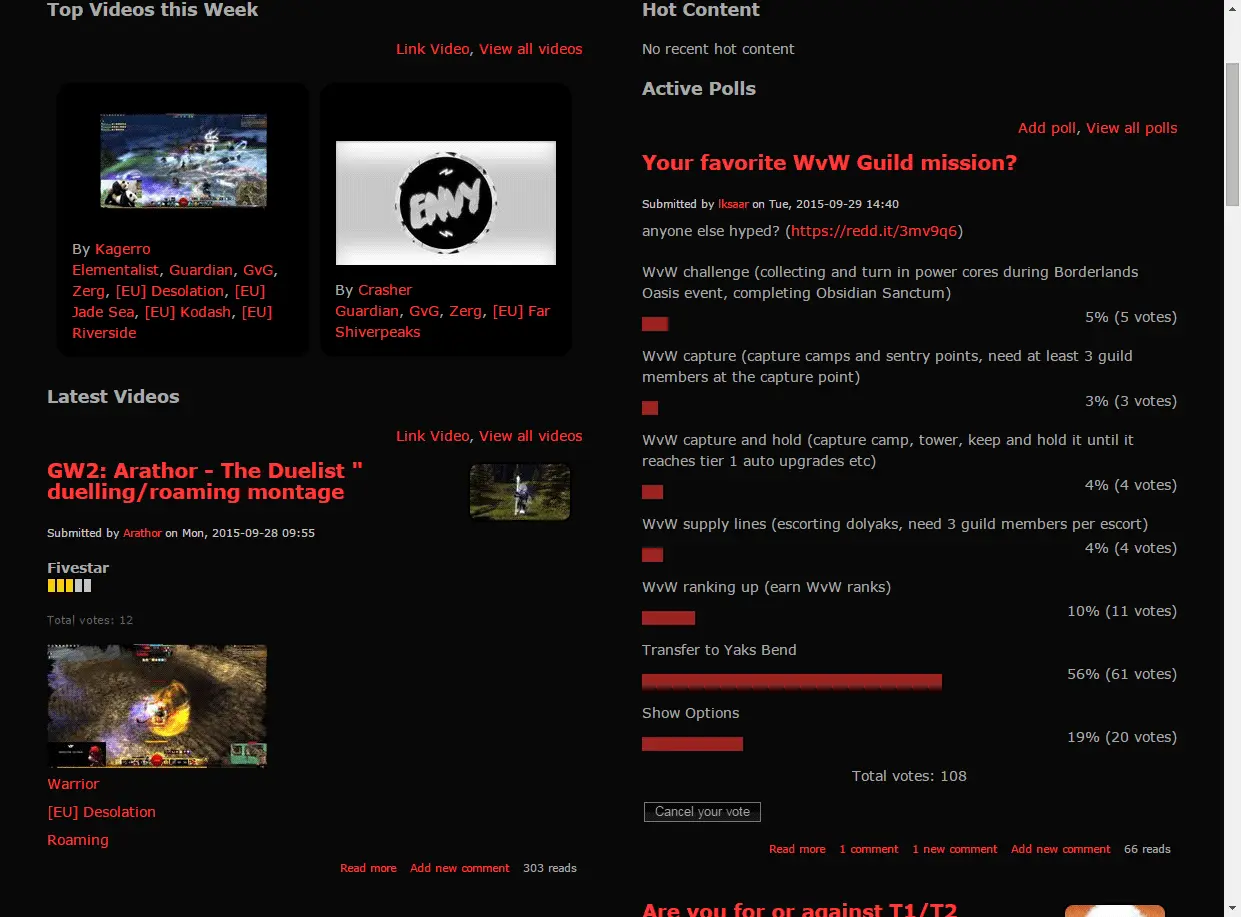 Top Videos this Week
Link Video, View all videos
ENVY
By Kagerro
Elementalist, Guardian, GvG,
Zerg, [EU] Desolation, [EU]
Jade Sea, [EU] Kodash, [EU]
Riverside
By Crasher
Guardian, GvG, Zerg, [EU] Far
Shiverpeaks
Latest Videos
Link Video, View all videos
GW2: Arathor - The Duelist "
duelling/roaming montage
Submitted by Arathor on Mon, 2015-09-28 09:55
Fivestar
Total votes: 12
Warrior
[EU] Desolation
Roaming
Read more Add new comment 303 reads
Hot Content
No recent hot content
Active Polls
Add poll, View all polls
Your favorite WvW Guild mission?
Submitted by lksaar on Tue, 2015-09-29 14:40
anyone else hyped? (https://redd.it/3mv9q6)
WvW challenge (collecting and turn in power cores during Borderlands
Oasis event, completing Obsidian Sanctum)
5% (5 votes)
WvW capture (capture camps and sentry points, need at least 3 guild
members at the capture point)
3% (3 votes)
WvW capture and hold (capture camp, tower, keep and hold it until it
reaches tier 1 auto upgrades etc)
4% (4 votes)
WvW supply lines (escorting dolyaks, need 3 guild members per escort)
4% (4 votes)
WvW ranking up (earn WvW ranks)
10% (11 votes)
Transfer to Yaks Bend
56% (61 votes)
Show Options
19% (20 votes)
Total votes: 108
Cancel your vote
Read more 1 comment 1 new comment Add new comment 66 reads
Are you for or against T1/T2